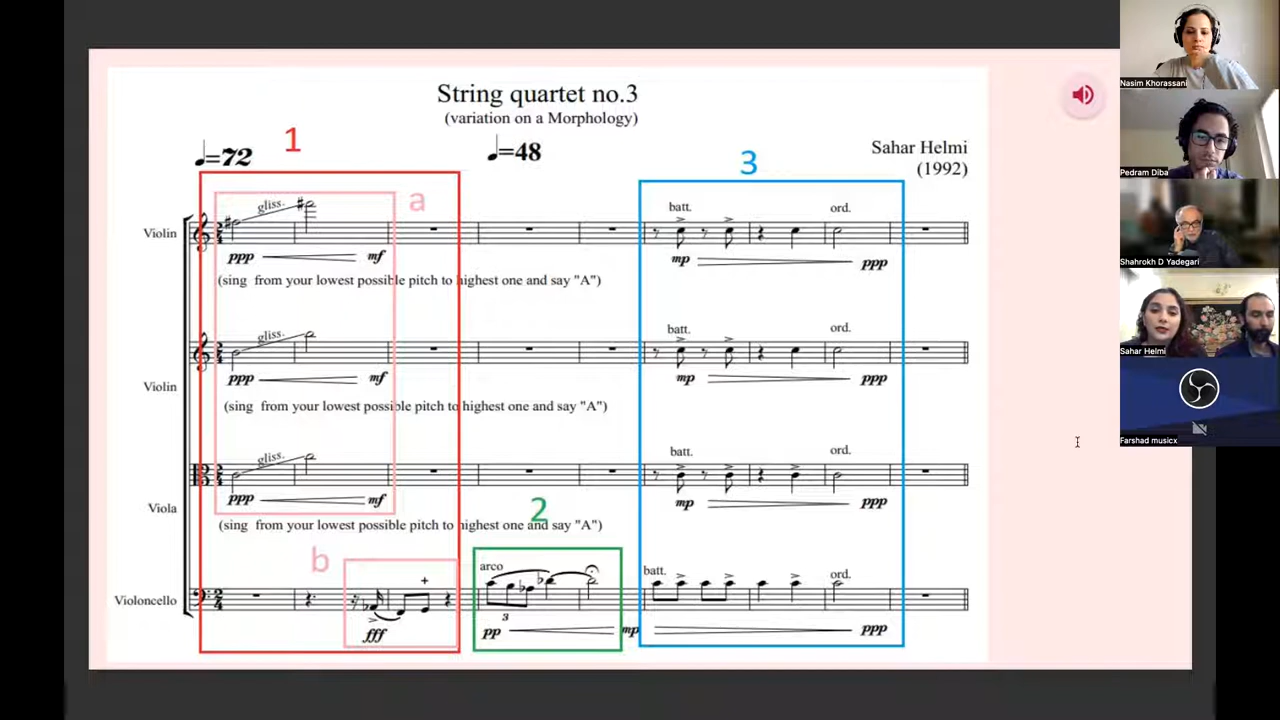 String quartet no.3
(variation on a Morphology)
1
♩=72
♩=48
Sahar Helmi
(1992)
3
a
gliss.
batt.
ord.
Violin
ppp
mf
mp
ppp
(sing from your lowest possible pitch to highest one and say "A")
gliss.
batt.
ord.
Violin
ppp
mf
mp
ppp
(sing from your lowest possible pitch to highest one and say "A")
gliss.
batt.
ord.
Viola
ppp
mf
mp
ppp
2
(sing from your lowest possible pitch to highest one and say "A")
b
arco
batt.
ord.
Violoncello
3
fff
pp
mp
ppp
Nasim Khorassani
Pedram Diba
Shahrokh D Yadegari
Sahar Helmi
Farshad musicx